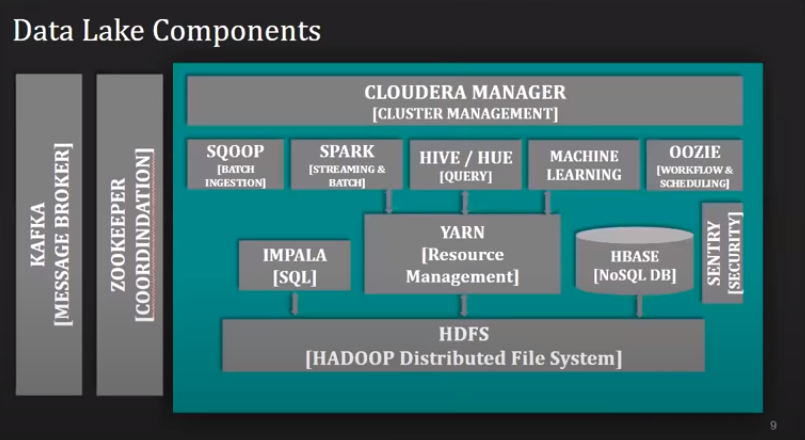 Data Lake Components
KAFKA
[MESSAGE BROKER]
ZOOKEEPER
[COORDINDATION]
CLOUDERA MANAGER
[CLUSTER MANAGEMENT]
SQOOP
[BATCH
INGESTION]
SPARK
[STREAMING &
BATCH]
HIVE / HUE
[QUERY]
MACHINE
LEARNING
OOZIE
[WORKFLOW &
SCHEDULING]
IMPALA
[SQL]
YARN
[Resource
Management]
HBASE
[NoSQL DB]
SENTRY
[SECURITY]
HDFS
[HADOOP Distributed File System]
9